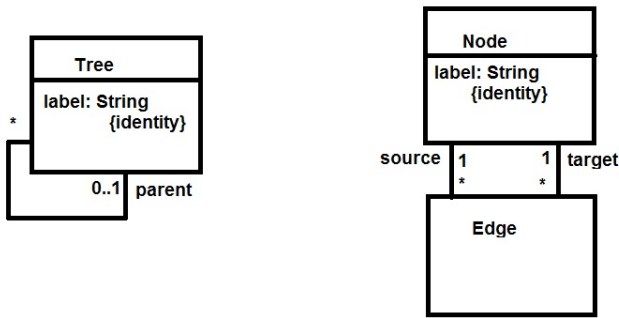 Tree
label: String
{identity}
*
0..1 parent
Node
label: String
{identity}
source 1 1 target
* *
Edge